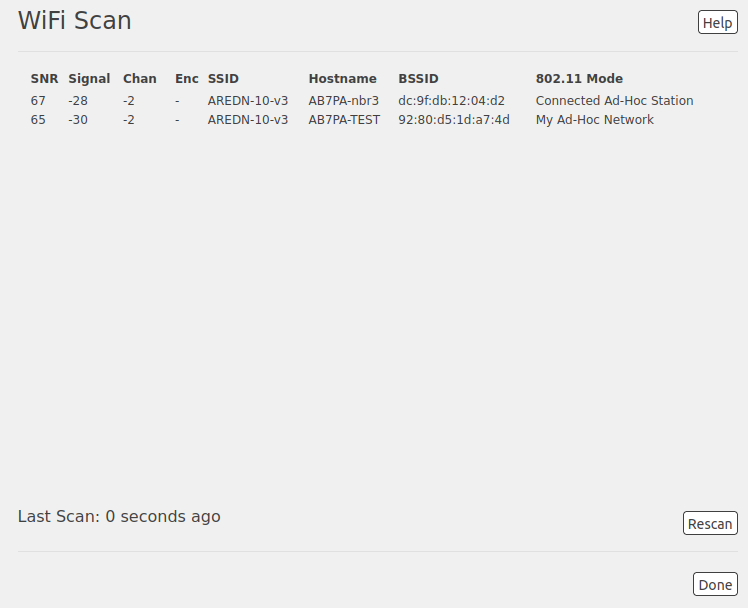 WiFi Scan
Help
SNR Signal Chan Enc SSID Hostname BSSID 802.11 Mode
67 -28 -2 - AREDN-10-v3 AB7PA-nbr3 dc:9f:db:12:04:d2 Connected Ad-Hoc Station
65 -30 -2 - AREDN-10-v3 AB7PA-TEST 92:80:d5:1d:a7:4d My Ad-Hoc Network
Last Scan: 0 seconds ago
Rescan
Done